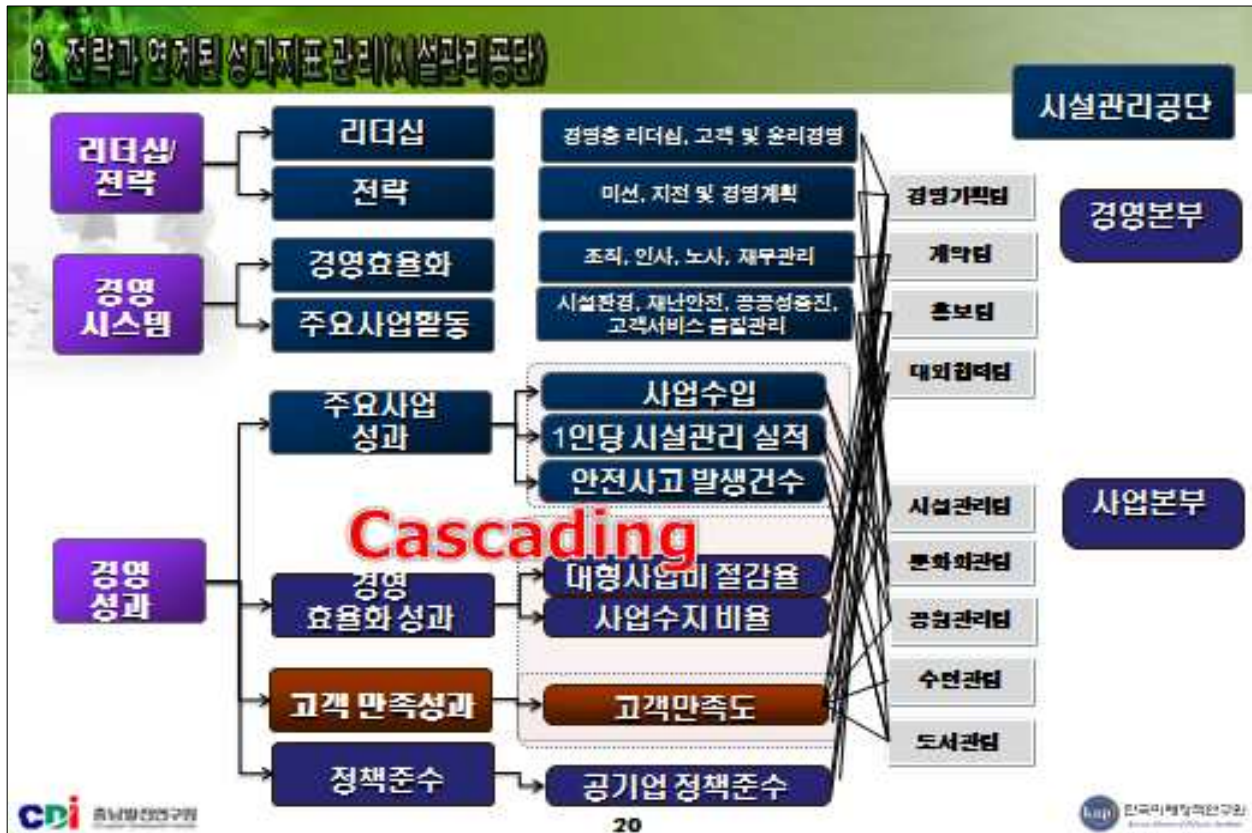 2. 전략과 연계된 성과지표 관리(시설관리공단)
시설관리공단
리더십/
전략
리더십
경영층 리더십, 고객 및 윤리경영
전략
미션, 지전 및 경영계획
경영기획팀
경영본부
경영
시스템
경영효율화
조직, 인사, 노사, 재무관리
계약팀
주요사업활동
시설환경, 재난안전, 공공성증진,
고객서비스 품질관리
홍보팀
대외협력팀
주요사업
성과
사업수입
1인당 시설관리 실적
안전사고 발생건수
시설관리팀
사업본부
Cascading
경영
성과
경영
효율화 성과
대형사업비 절감율
사업수지 비율
문화회관팀
공원관리팀
고객 만족성과
고객만족도
수련관팀
도서관팀
정책준수
공기업 정책준수
CDi 충남발전연구원
20